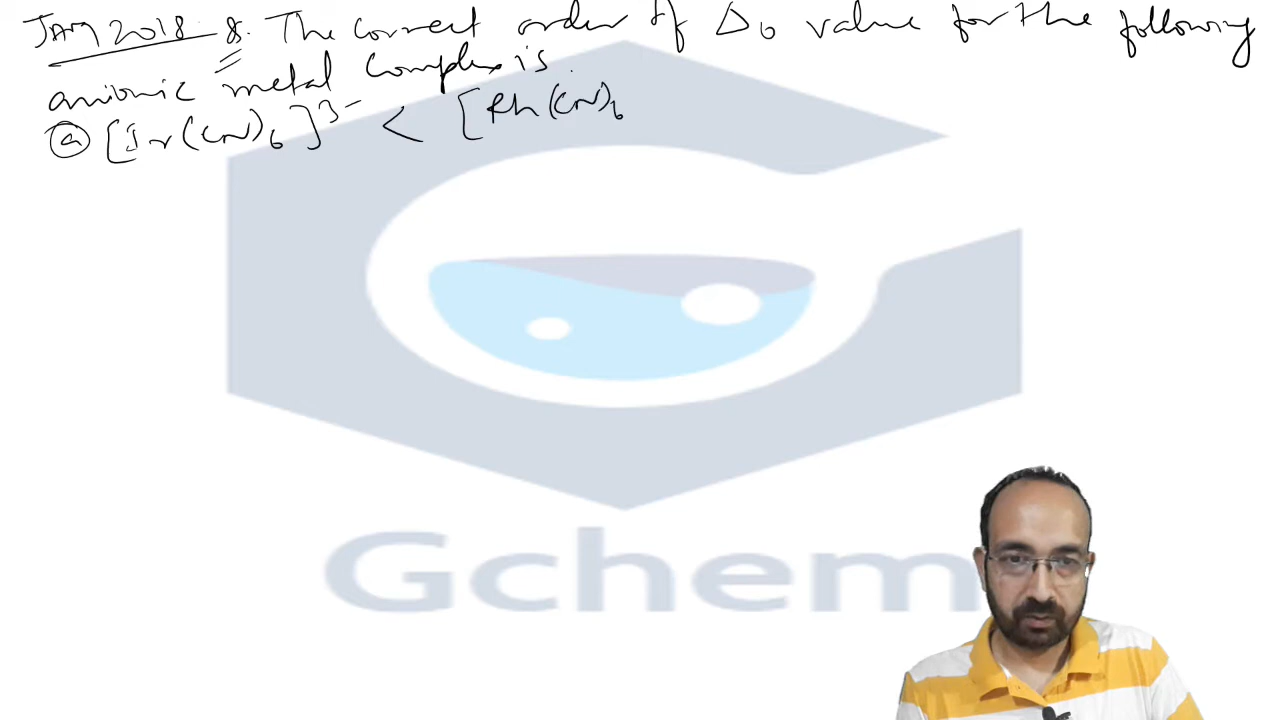 JAM 2018 8. The correct order of Δo value for the following
anionic metal complex is.
(a) [Ir(CN)6]3- < [Rh(CN)6
Gchem